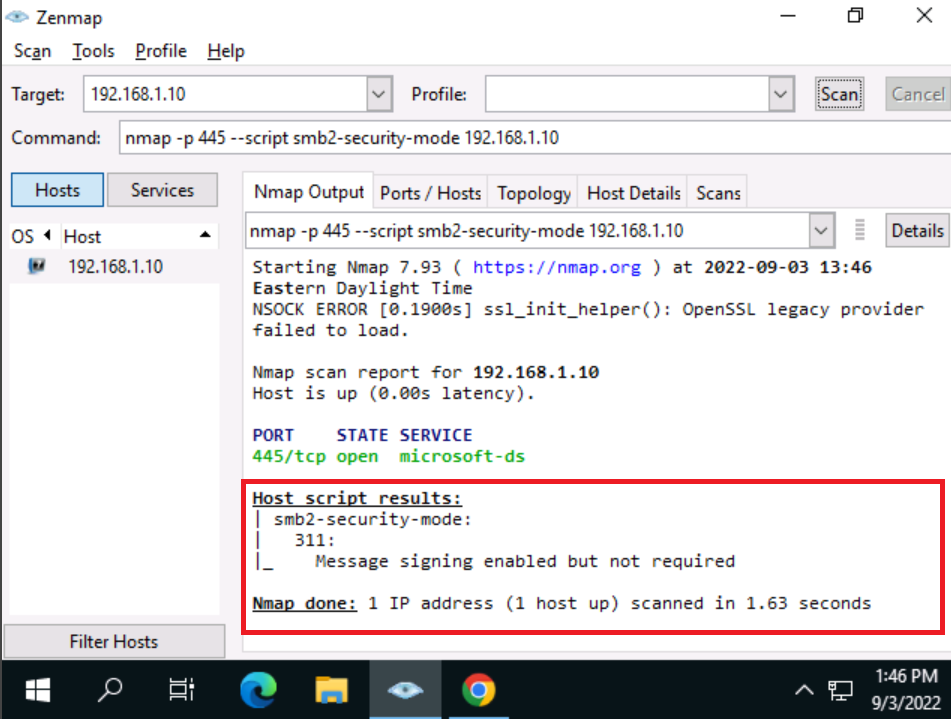 Zenmap
Scan Tools Profile Help
Target: 192.168.1.10 Profile: Scan Cancel
Command: nmap -p 445 --script smb2-security-mode 192.168.1.10
Hosts Services Nmap Output Ports / Hosts Topology Host Details Scans
OS Host nmap -p 445 --script smb2-security-mode 192.168.1.10 Details
192.168.1.10
Starting Nmap 7.93 ( https://nmap.org ) at 2022-09-03 13:46
Eastern Daylight Time
NSOCK ERROR [0.1900s] ssl_init_helper(): OpenSSL legacy provider
failed to load.
Nmap scan report for 192.168.1.10
Host is up (0.00s latency).
PORT STATE SERVICE
445/tcp open microsoft-ds
Host script results:
| smb2-security-mode:
|   311:
|_    Message signing enabled but not required
Nmap done: 1 IP address (1 host up) scanned in 1.63 seconds
Filter Hosts
1:46 PM
9/3/2022